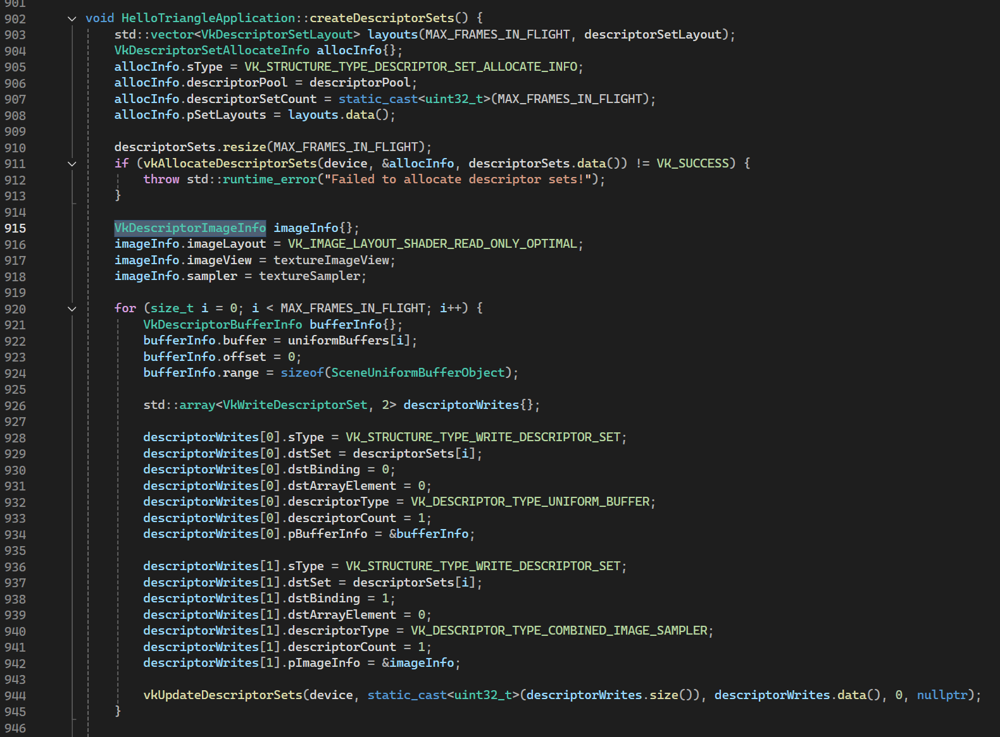 901
902 void HelloTriangleApplication::createDescriptorSets() {
903 std::vector<VkDescriptorSetLayout> layouts(MAX_FRAMES_IN_FLIGHT, descriptorSetLayout);
904 VkDescriptorSetAllocateInfo allocInfo{};
905 allocInfo.sType = VK_STRUCTURE_TYPE_DESCRIPTOR_SET_ALLOCATE_INFO;
906 allocInfo.descriptorPool = descriptorPool;
907 allocInfo.descriptorSetCount = static_cast<uint32_t>(MAX_FRAMES_IN_FLIGHT);
908 allocInfo.pSetLayouts = layouts.data();
909
910 descriptorSets.resize(MAX_FRAMES_IN_FLIGHT);
911 if (vkAllocateDescriptorSets(device, &allocInfo, descriptorSets.data()) != VK_SUCCESS) {
912 throw std::runtime_error("Failed to allocate descriptor sets!");
913 }
914
915 VkDescriptorImageInfo imageInfo{};
916 imageInfo.imageLayout = VK_IMAGE_LAYOUT_SHADER_READ_ONLY_OPTIMAL;
917 imageInfo.imageView = textureImageView;
918 imageInfo.sampler = textureSampler;
919
920 for (size_t i = 0; i < MAX_FRAMES_IN_FLIGHT; i++) {
921 VkDescriptorBufferInfo bufferInfo{};
922 bufferInfo.buffer = uniformBuffers[i];
923 bufferInfo.offset = 0;
924 bufferInfo.range = sizeof(SceneUniformBufferObject);
925
926 std::array<VkWriteDescriptorSet, 2> descriptorWrites{};
927
928 descriptorWrites[0].sType = VK_STRUCTURE_TYPE_WRITE_DESCRIPTOR_SET;
929 descriptorWrites[0].dstSet = descriptorSets[i];
930 descriptorWrites[0].dstBinding = 0;
931 descriptorWrites[0].dstArrayElement = 0;
932 descriptorWrites[0].descriptorType = VK_DESCRIPTOR_TYPE_UNIFORM_BUFFER;
933 descriptorWrites[0].descriptorCount = 1;
934 descriptorWrites[0].pBufferInfo = &bufferInfo;
935
936 descriptorWrites[1].sType = VK_STRUCTURE_TYPE_WRITE_DESCRIPTOR_SET;
937 descriptorWrites[1].dstSet = descriptorSets[i];
938 descriptorWrites[1].dstBinding = 1;
939 descriptorWrites[1].dstArrayElement = 0;
940 descriptorWrites[1].descriptorType = VK_DESCRIPTOR_TYPE_COMBINED_IMAGE_SAMPLER;
941 descriptorWrites[1].descriptorCount = 1;
942 descriptorWrites[1].pImageInfo = &imageInfo;
943
944 vkUpdateDescriptorSets(device, static_cast<uint32_t>(descriptorWrites.size()), descriptorWrites.data(), 0, nullptr);
945 }
946